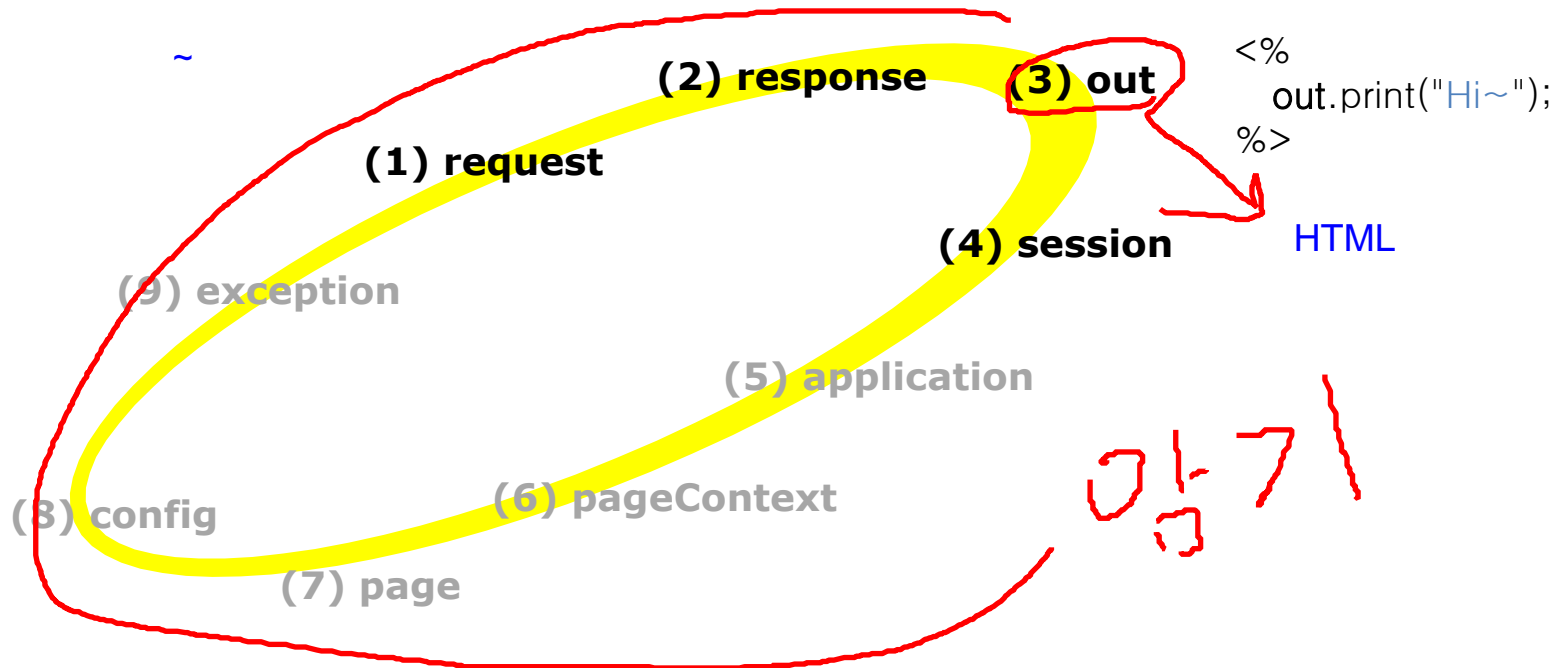 ~
(1) request
(2) response
(3) out
(4) session
(5) application
(6) pageContext
(7) page
(8) config
(9) exception
<%
out.print("Hi~");
%>
HTML
암기